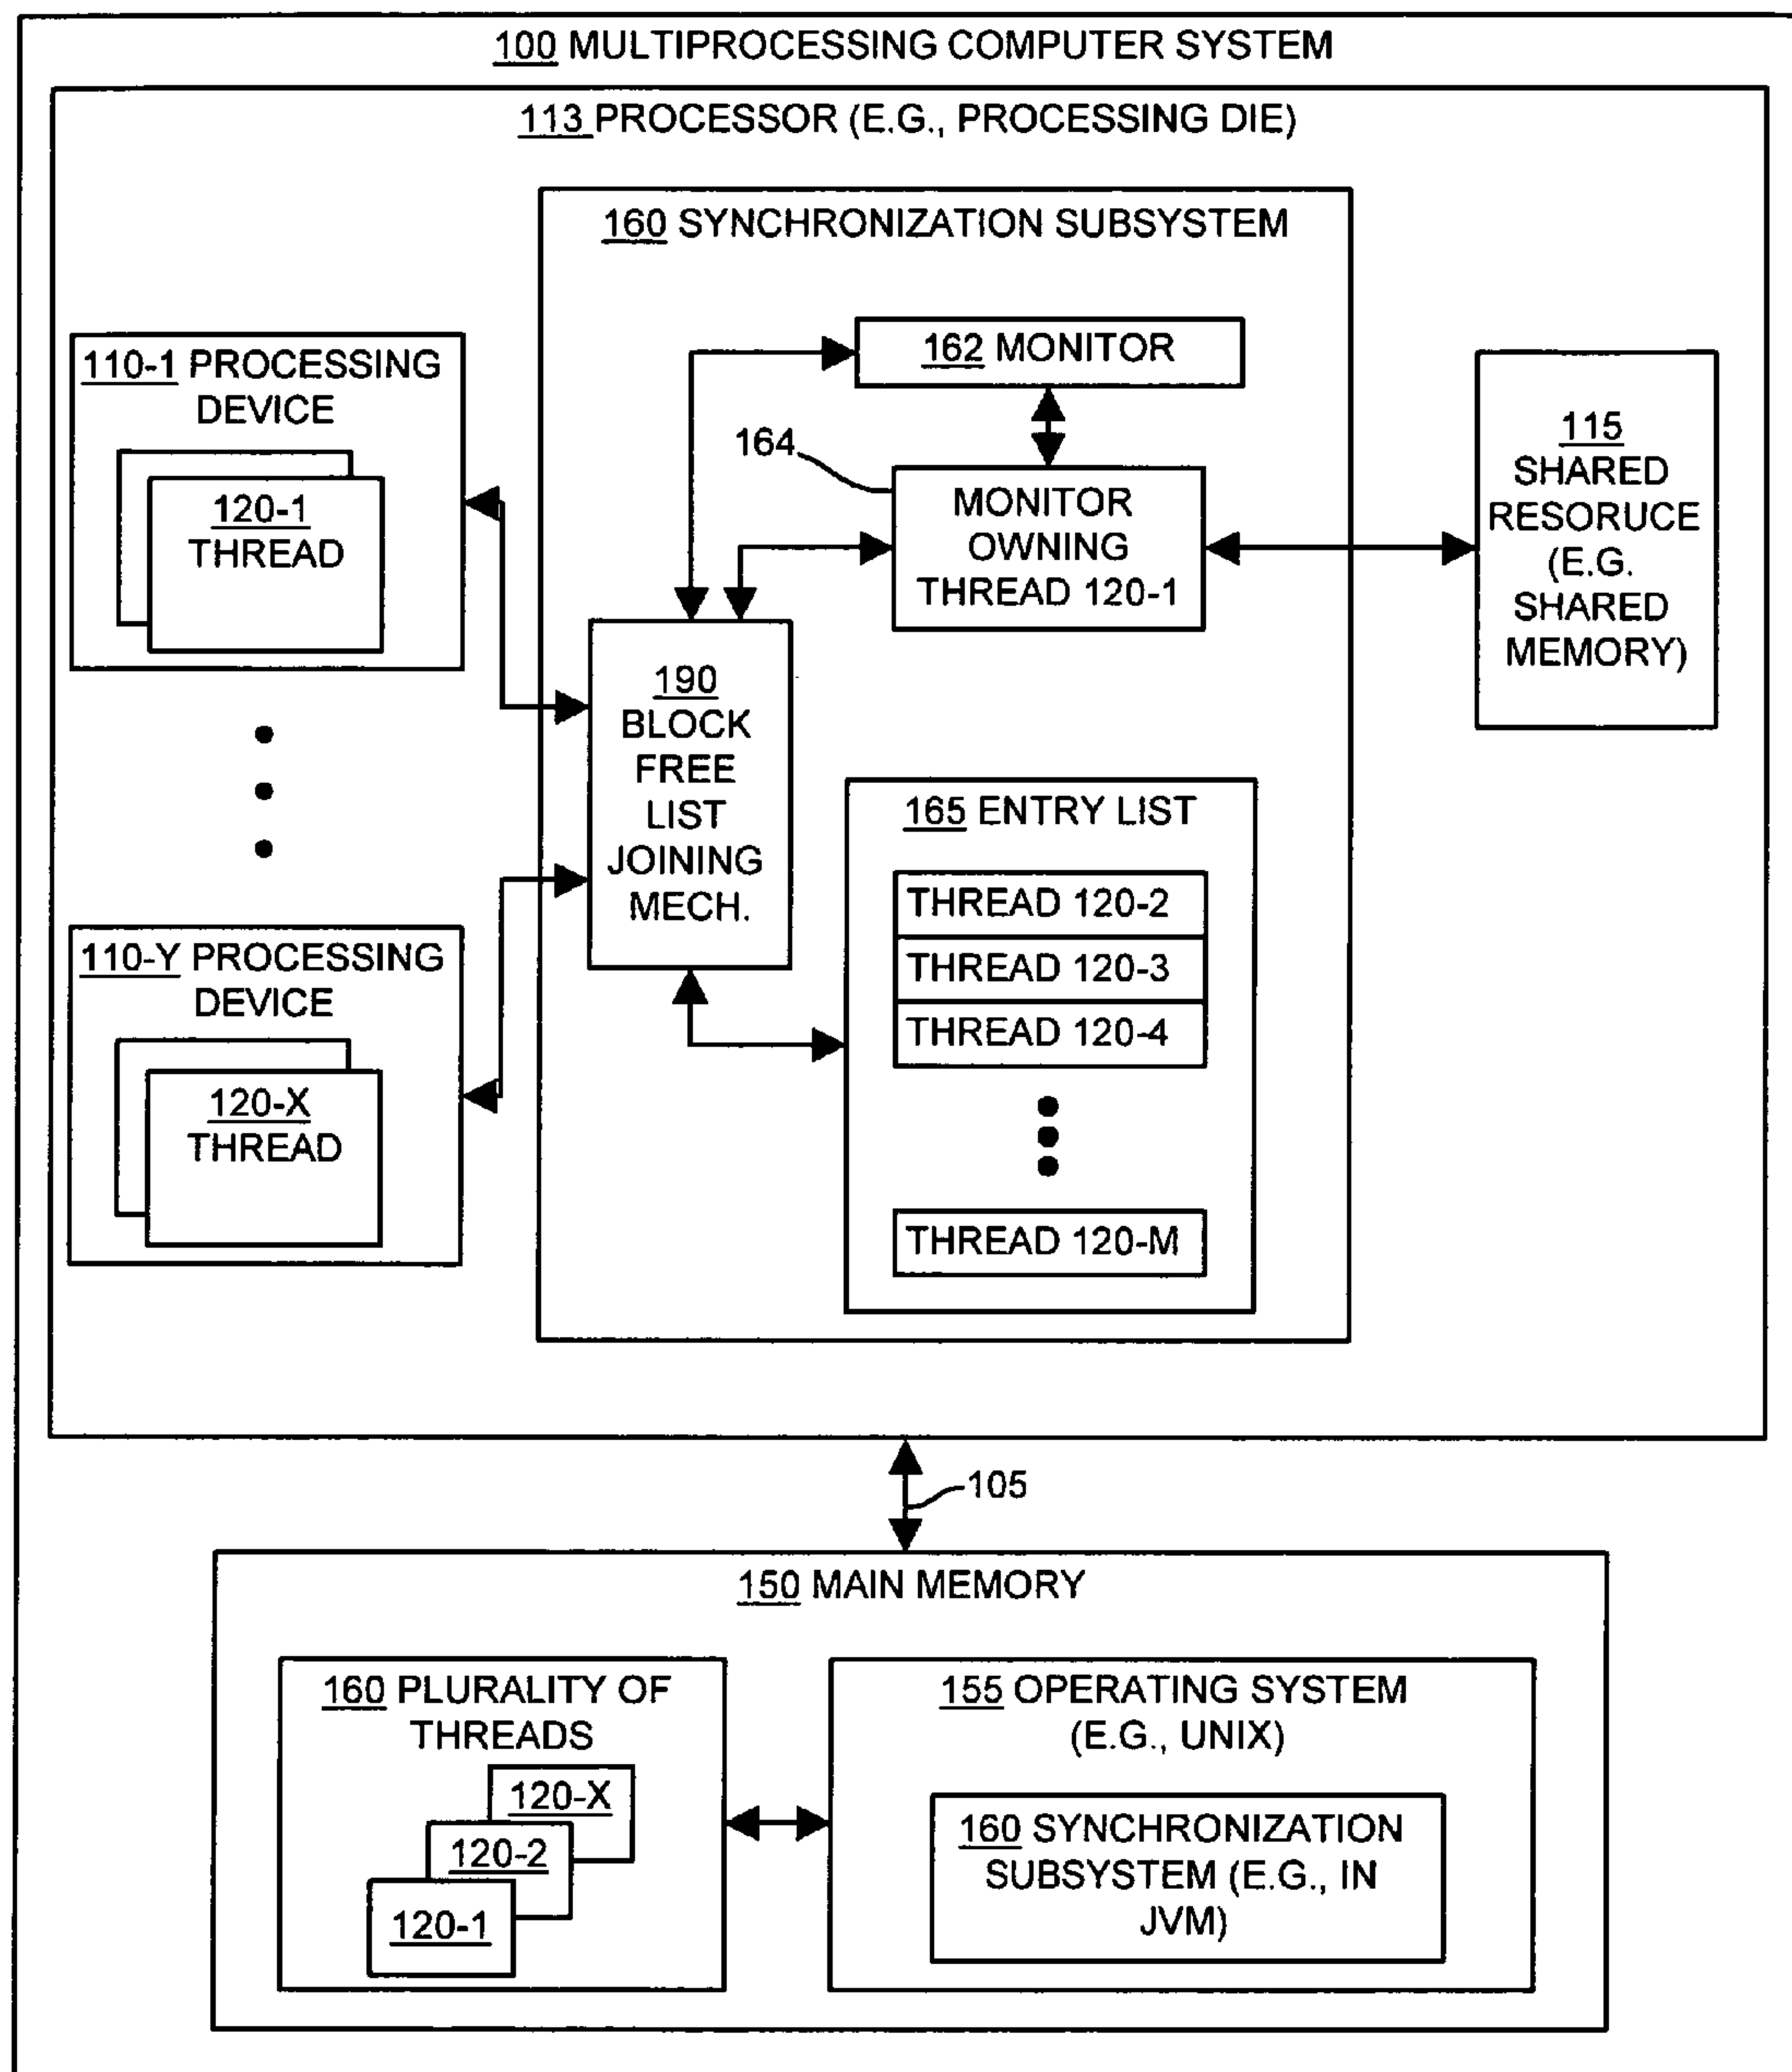 100 MULTIPROCESSING COMPUTER SYSTEM
113 PROCESSOR (E.G., PROCESSING DIE)
160 SYNCHRONIZATION SUBSYSTEM
110-1 PROCESSING
DEVICE
120-1
THREAD
162 MONITOR
164
MONITOR
OWNING
THREAD 120-1
115
SHARED
RESORUCE
(E.G.
SHARED
MEMORY)
190
BLOCK
FREE
LIST
JOINING
MECH.
165 ENTRY LIST
THREAD 120-2
THREAD 120-3
THREAD 120-4
THREAD 120-M
110-Y PROCESSING
DEVICE
120-X
THREAD
105
150 MAIN MEMORY
160 PLURALITY OF
THREADS
120-X
120-2
120-1
155 OPERATING SYSTEM
(E.G., UNIX)
160 SYNCHRONIZATION
SUBSYSTEM (E.G., IN
JVM)